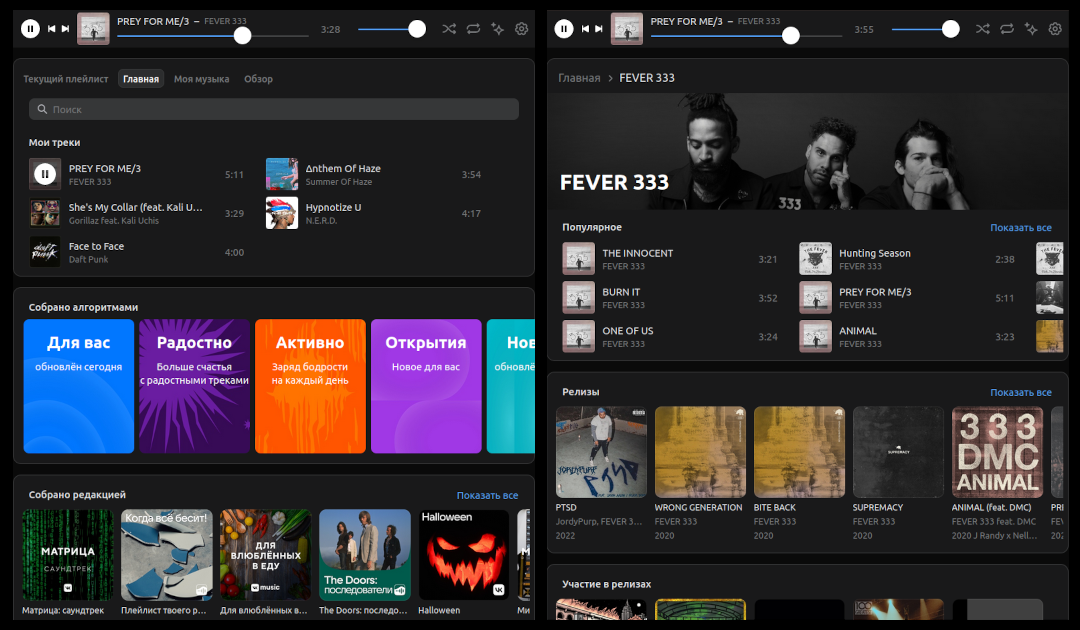 PREY FOR ME/3 – FEVER 333
3:28
Текущий плейлист
Главная
Моя музыка
Обзор
Поиск
Мои треки
PREY FOR ME/3
FEVER 333
5:11
Δnthem Of Haze
Summer Of Haze
3:54
She's My Collar (feat. Kali U...
Gorillaz feat. Kali Uchis
3:29
Hypnotize U
N.E.R.D.
4:17
daft punk
Face to Face
Daft Punk
4:00
Собрано алгоритмами
Для вас
обновлён сегодня
Радостно
Больше счастья
с радостными треками
Активно
Заряд бодрости
на каждый день
Открытия
Новое для вас
Нов
обновлё
Собрано редакцией
Показать все
МАТРИЦА
САУНДТРЕК
Матрица: саундтрек
Когда всё бесит!
Плейлист твоего р...
ДЛЯ
ВЛЮБЛЁННЫХ
В ЕДУ
music
Для влюблённых в...
The Doors:
последователи
The Doors: последо...
Halloween
Halloween
Ми
PREY FOR ME/3 – FEVER 333
3:55
Главная > FEVER 333
333
FEVER 333
Популярное
Показать все
THE INNOCENT
FEVER 333
3:21
Hunting Season
FEVER 333
2:38
BURN IT
FEVER 333
3:52
PREY FOR ME/3
FEVER 333
5:11
ONE OF US
FEVER 333
3:24
ANIMAL
FEVER 333
3:23
Релизы
Показать все
JORDYPURP
PTSD
PTSD
JordyPurp, FEVER 3...
2022
WRONG GENERATION
FEVER 333
2020
BITE BACK
FEVER 333
2020
SUPREMACY
SUPREMACY
FEVER 333
2020
333
DMC
ANIMAL
ANIMAL (feat. DMC)
FEVER 333 feat. DMC
2020 J Randy x Nell...
PRE
FEV
202
Участие в релизах
100